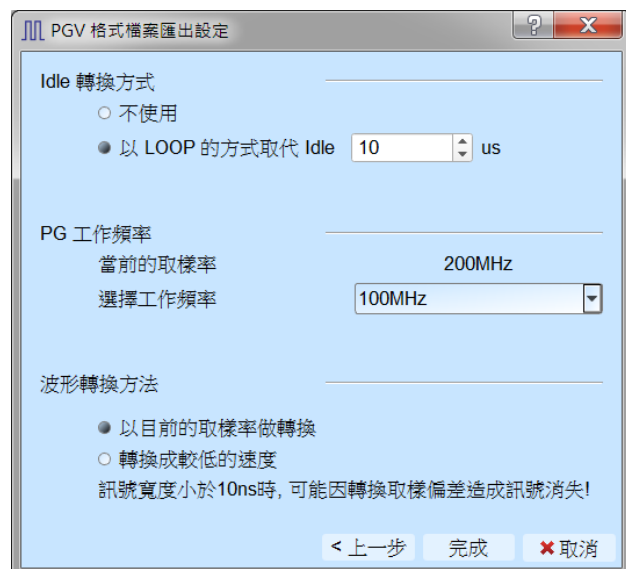 PGV 格式檔案匯出設定
Idle 轉換方式
不使用
以 LOOP 的方式取代 Idle 10 us
PG 工作頻率
當前的取樣率 200MHz
選擇工作頻率 100MHz
波形轉換方法
以目前的取樣率做轉換
轉換成較低的速度
訊號寬度小於10ns時, 可能因轉換取樣偏差造成訊號消失!
<上一步 完成 取消